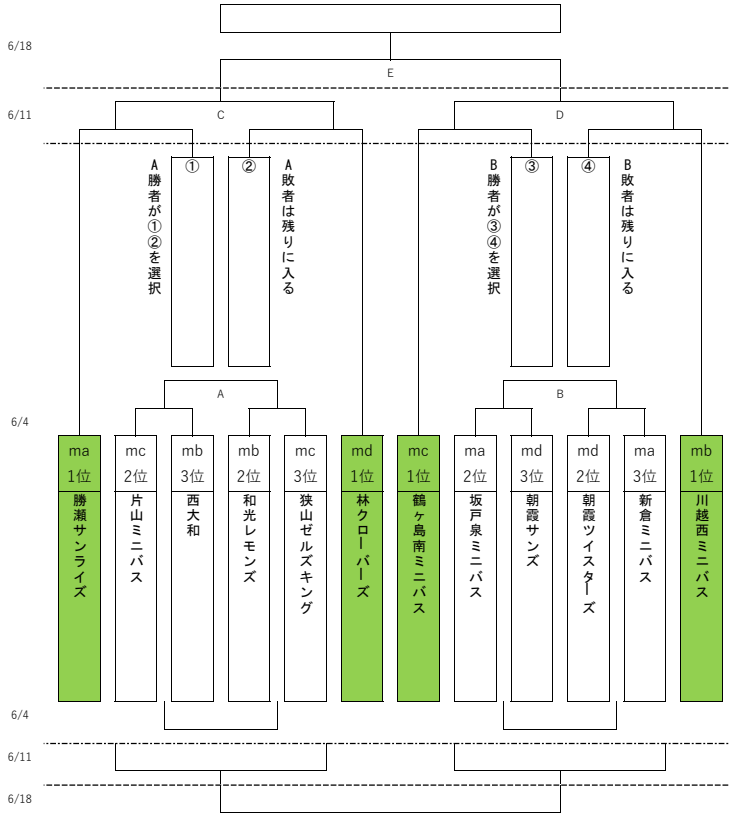 6/18
E
6/11
C
D
A勝者が①②を選択
①
②
A敗者は残りに入る
B勝者が③④を選択
③
④
B敗者は残りに入る
A
B
6/4
ma
mc
mb
mb
mc
md
mc
ma
md
md
ma
mb
1位
2位
3位
2位
3位
1位
1位
2位
3位
2位
3位
1位
勝瀬サンライズ
片山ミニバス
西大和
和光レモンズ
狭山ゼルズキング
林クローバーズ
鶴ヶ島南ミニバス
坂戸泉ミニバス
朝霞サンズ
朝霞ツイスターズ
新倉ミニバス
川越西ミニバス
6/4
6/11
6/18